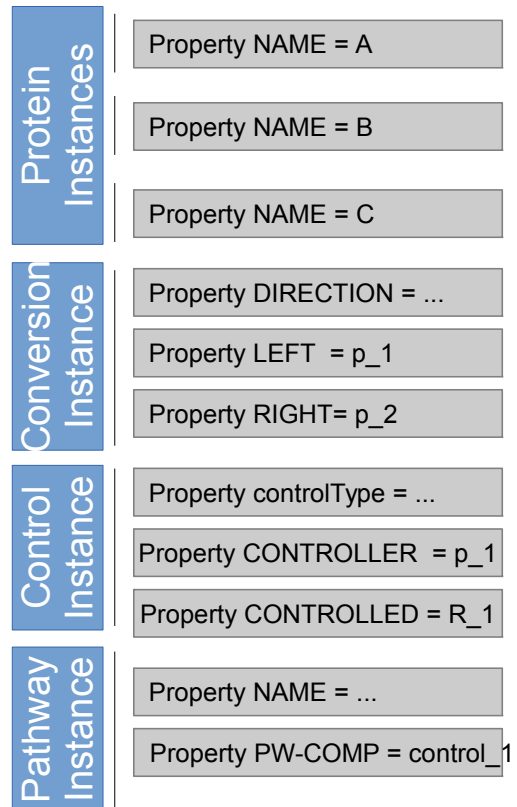 Protein
Instances
Property NAME = A
Property NAME = B
Property NAME = C
Conversion
Instance
Property DIRECTION = ...
Property LEFT  = p_1
Property RIGHT= p_2
Control
Instance
Property controlType = ...
Property CONTROLLER  = p_1
Property CONTROLLED = R_1
Pathway
Instance
Property NAME = ...
Property PW-COMP = control_1